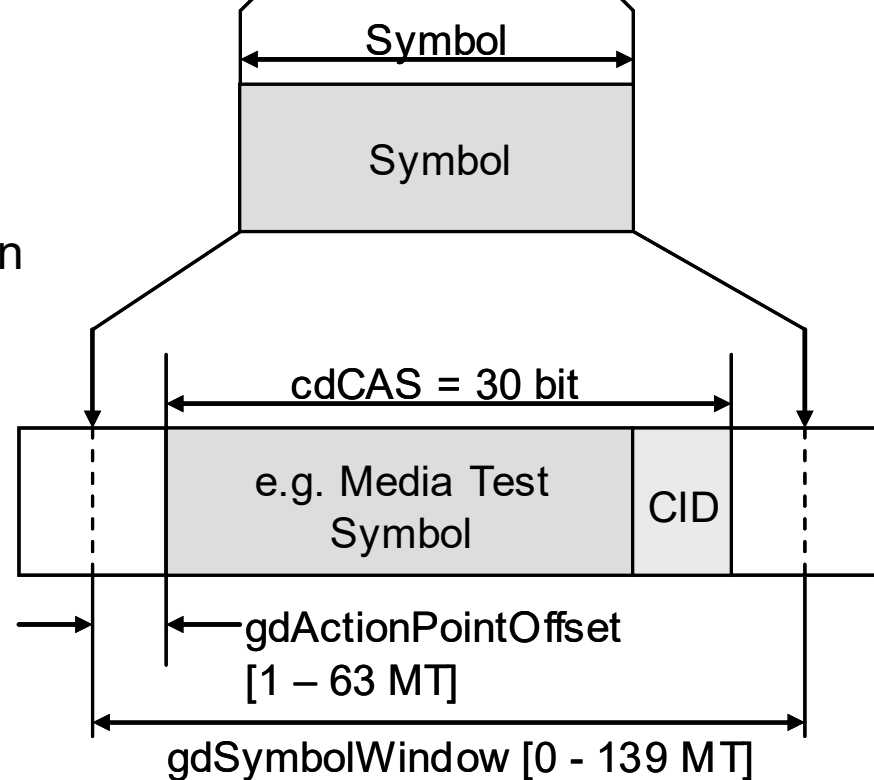 Symbol
Symbol
n
cdCAS = 30 bit
e.g. Media Test
Symbol
CID
gdActionPointOffset
[1 – 63 MT]
gdSymbolWindow [0 - 139 MT]